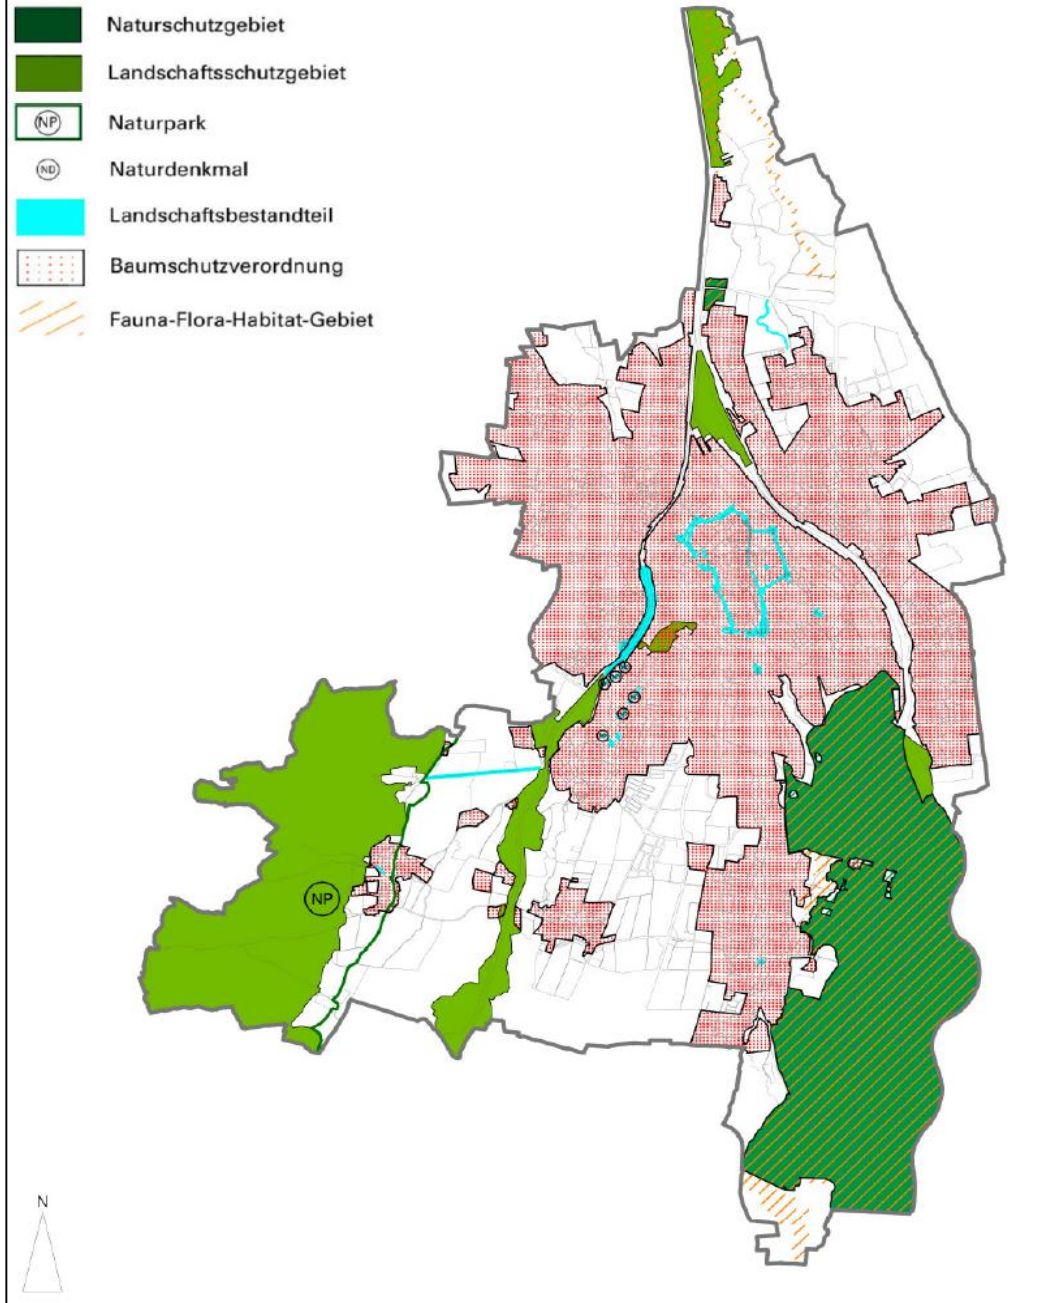 Naturschutzgebiet
Landschaftsschutzgebiet
NP Naturpark
ND Naturdenkmal
Landschaftsbestandteil
Baumschutzverordnung
Fauna-Flora-Habitat-Gebiet
NP
N